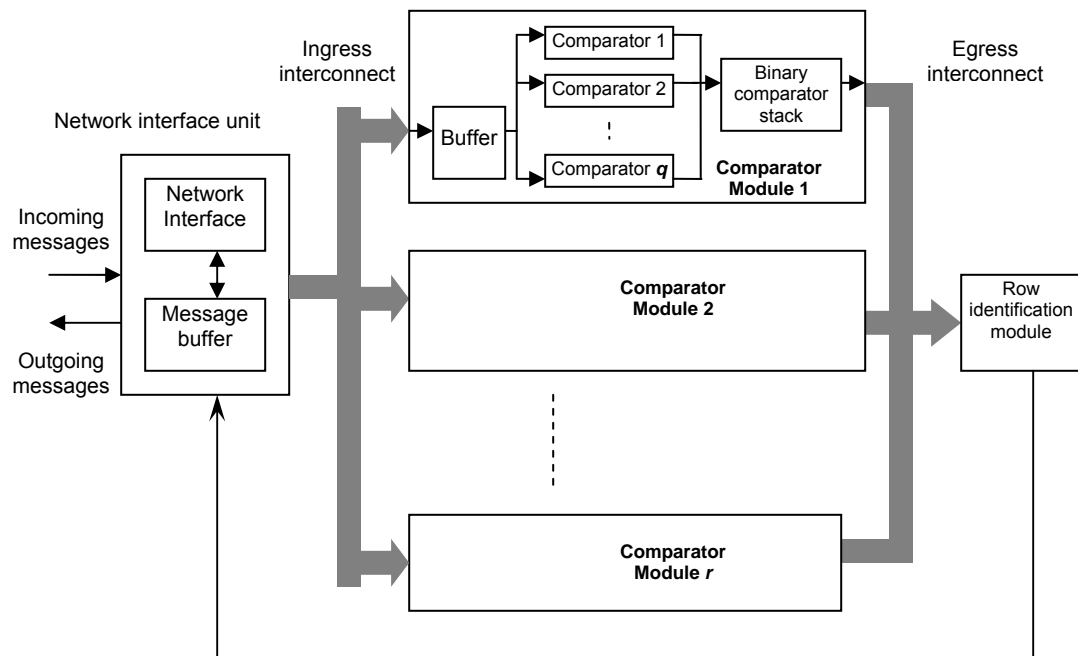 Network interface unit
Network
Interface
Message
buffer
Incoming
messages
Outgoing
messages
Ingress
interconnect
Buffer
Comparator 1
Comparator 2
Comparator q
Binary
comparator
stack
Comparator
Module 1
Comparator
Module 2
Comparator
Module r
Egress
interconnect
Row
identification
module